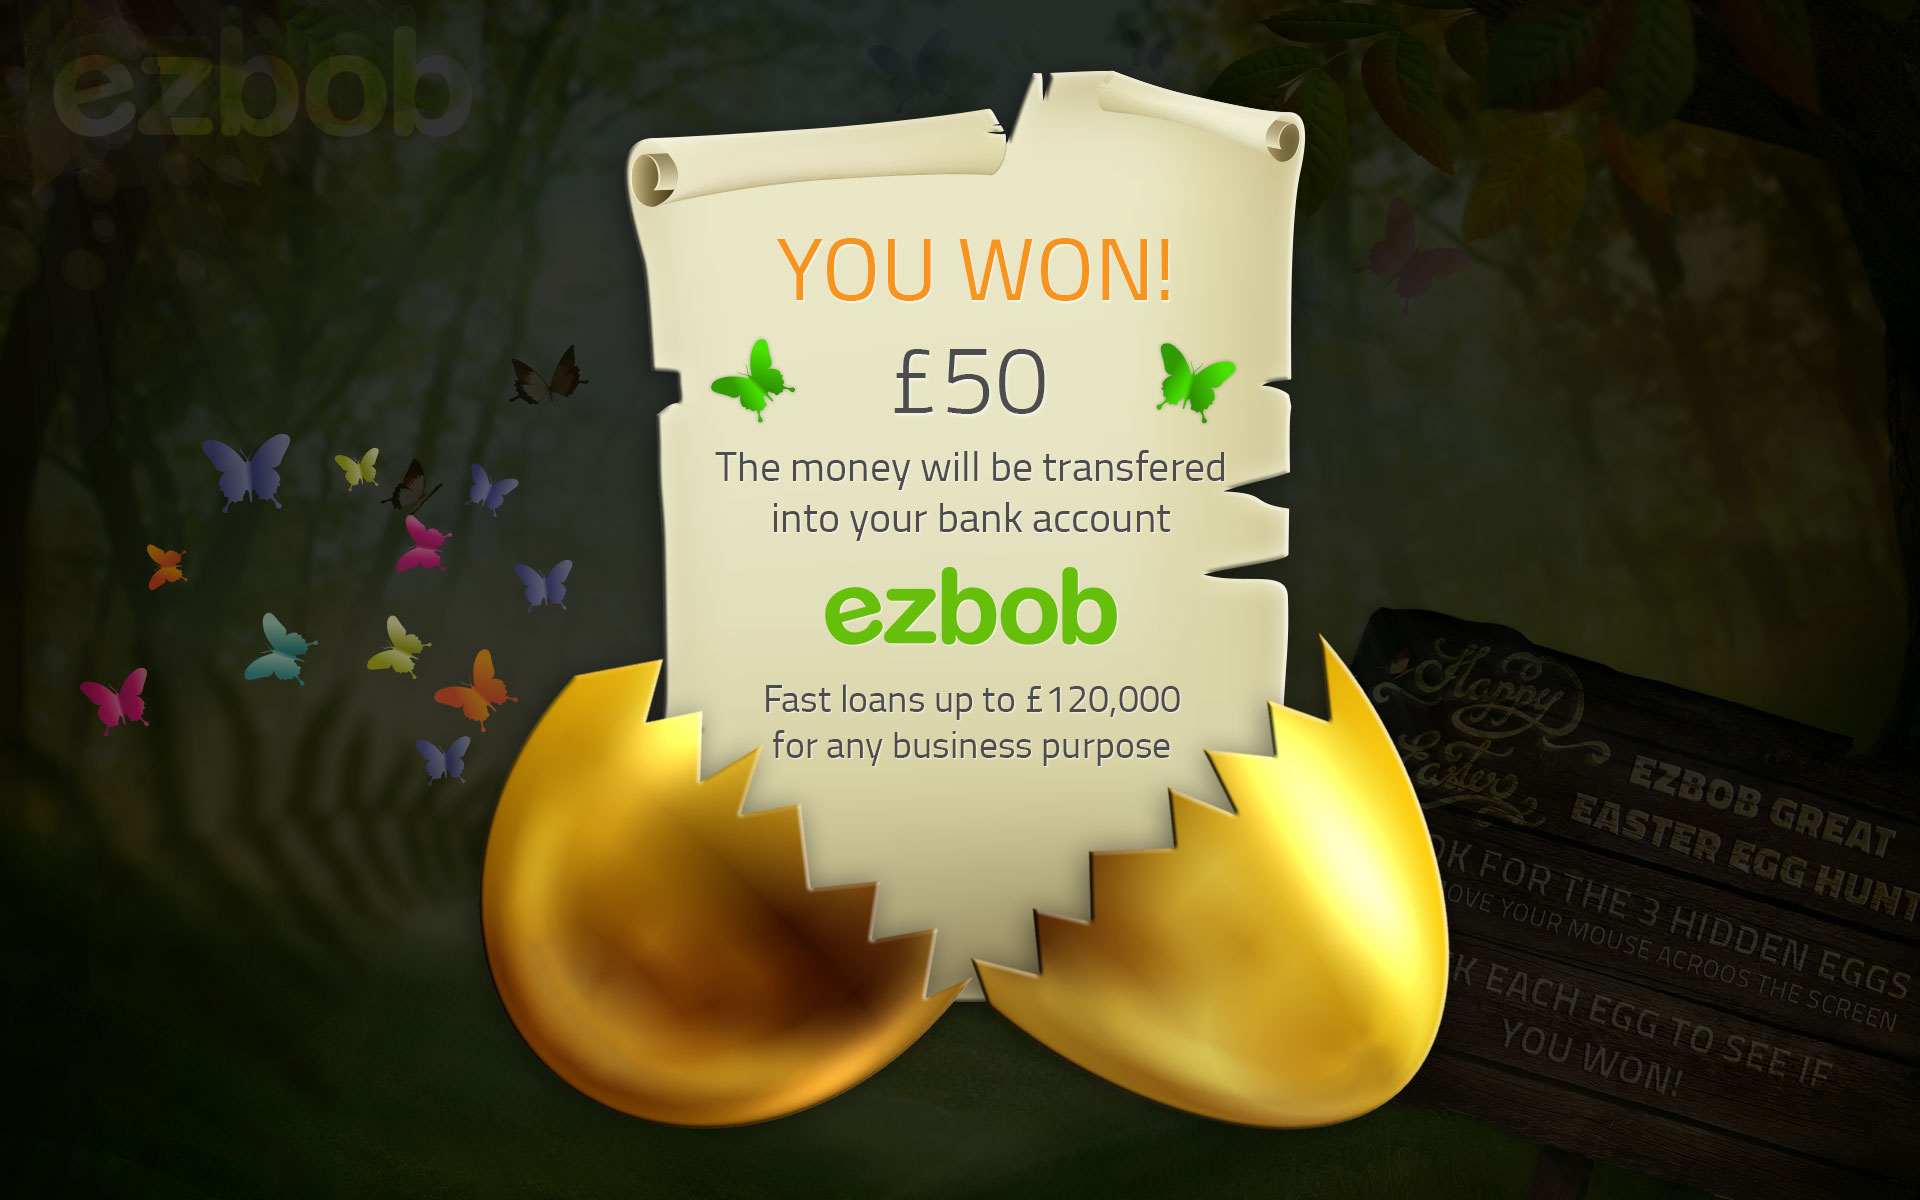 ezbob
YOU WON!
£50
The money will be transfered
into your bank account
ezbob
Fast loans up to £120,000
for any business purpose
Happy
Easter
EZBOB GREAT
EASTER EGG HUNT
FOR THE 3 HIDDEN EGGS
YOUR MOUSE ACROOS THE SCREEN
EACH EGG TO SEE IF
YOU WON!